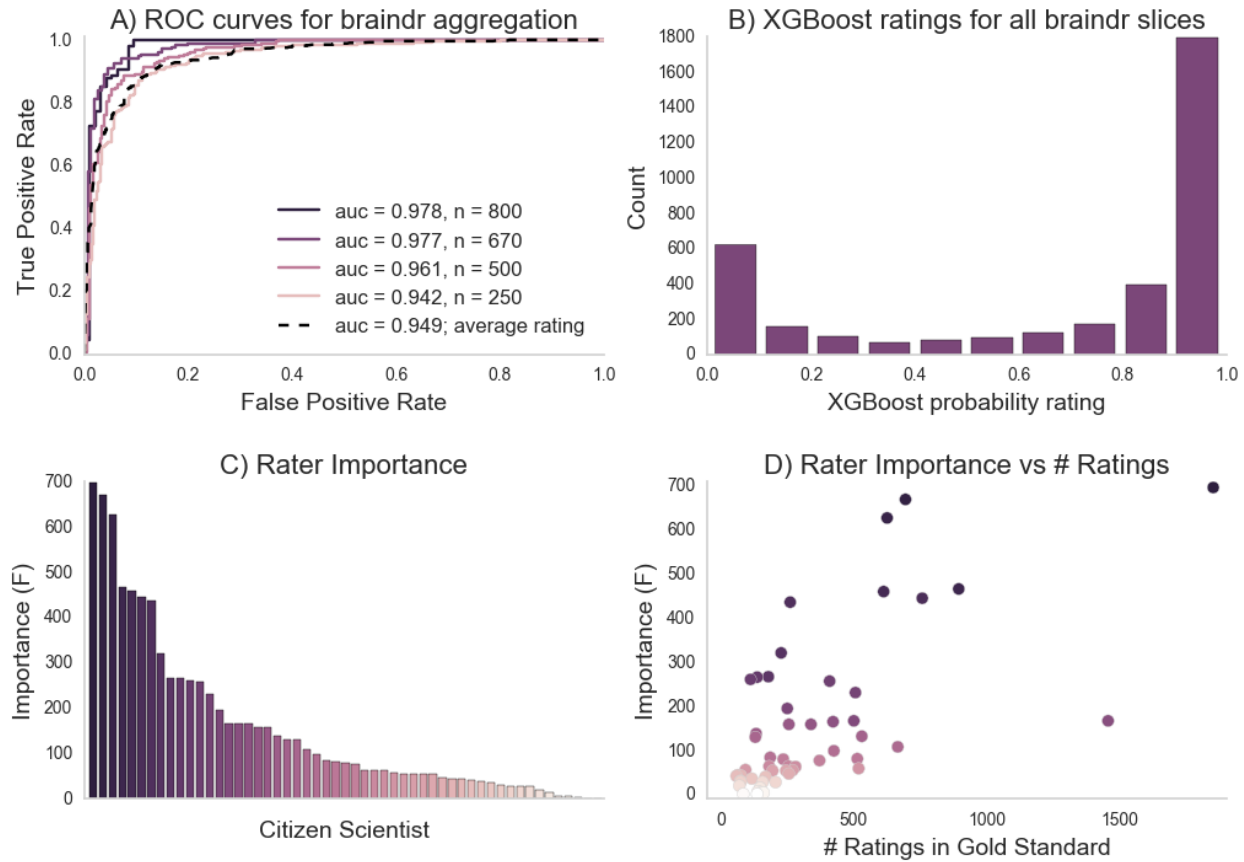 A) ROC curves for braindr aggregation
True Positive Rate
1.0
0.8
0.6
0.4
0.2
0.0
auc = 0.978, n = 800
auc = 0.977, n = 670
auc = 0.961, n = 500
auc = 0.942, n = 250
auc = 0.949; average rating
0.0 0.2 0.4 0.6 0.8 1.0
False Positive Rate
B) XGBoost ratings for all braindr slices
Count
1800
1600
1400
1200
1000
800
600
400
200
0
0.0 0.2 0.4 0.6 0.8 1.0
XGBoost probability rating
C) Rater Importance
Importance (F)
700
600
500
400
300
200
100
0
Citizen Scientist
D) Rater Importance vs # Ratings
Importance (F)
700
600
500
400
300
200
100
0
0 500 1000 1500
# Ratings in Gold Standard